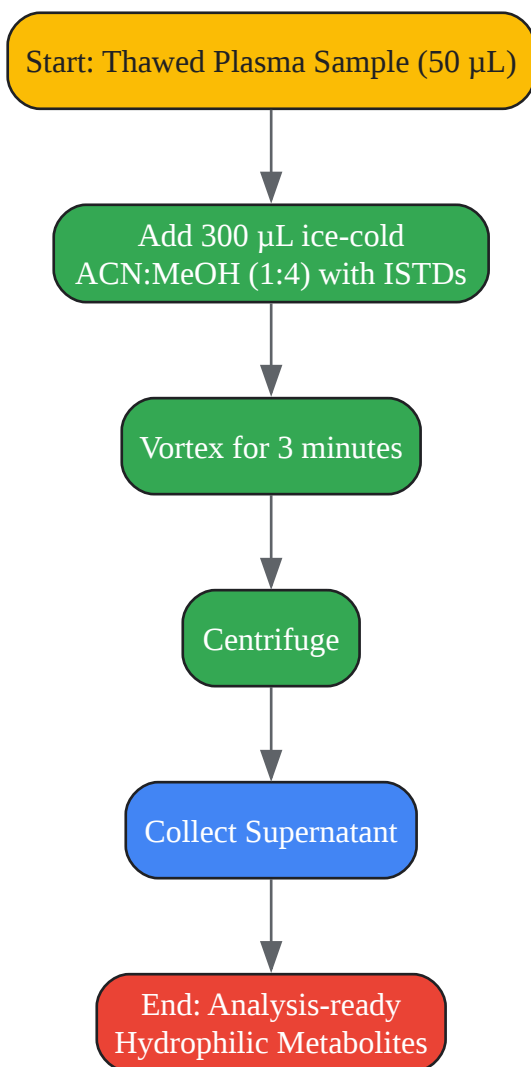 Start: Thawed Plasma Sample (50 µL)
Add 300 µL ice-cold
ACN:MeOH (1:4) with ISTDs
Vortex for 3 minutes
Centrifuge
Collect Supernatant
End: Analysis-ready
Hydrophilic Metabolites